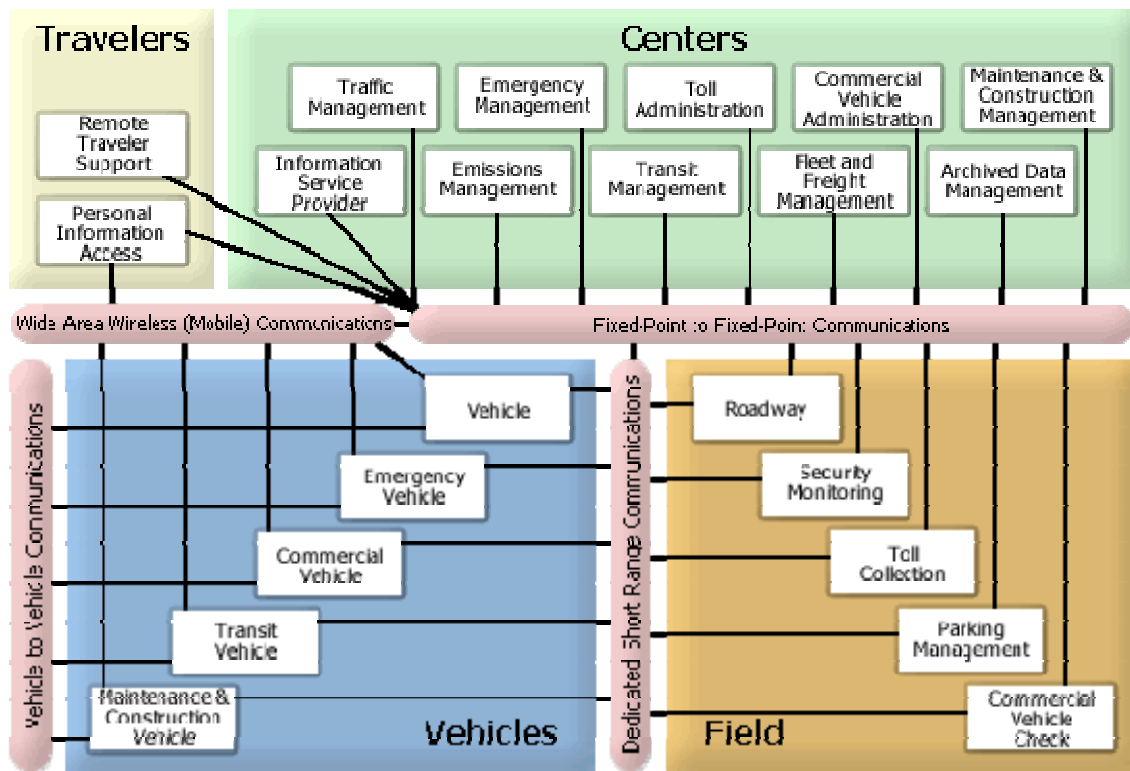 Travelers
Remote
Traveler
Support
Personal
Information
Access
Centers
Traffic
Management
Emergency
Management
Toll
Administration
Commercial
Vehicle
Administration
Maintenance &
Construction
Management
Information
Service
Provider
Emissions
Management
Transit
Management
Fleet and
Freight
Management
Archived Data
Management
Wide Area Wireless (Mobile) Communications
Fixed-Point to Fixed-Point Communications
Vehicle to Vehicle Communications
Vehicle
Emergency
Vehicle
Commercial
Vehicle
Transit
Vehicle
Maintenance &
Construction
Vehicle
Vehicles
Dedicated Short Range Communications
Roadway
Security
Monitoring
Toll
Collection
Parking
Management
Commercial
Vehicle
Check
Field